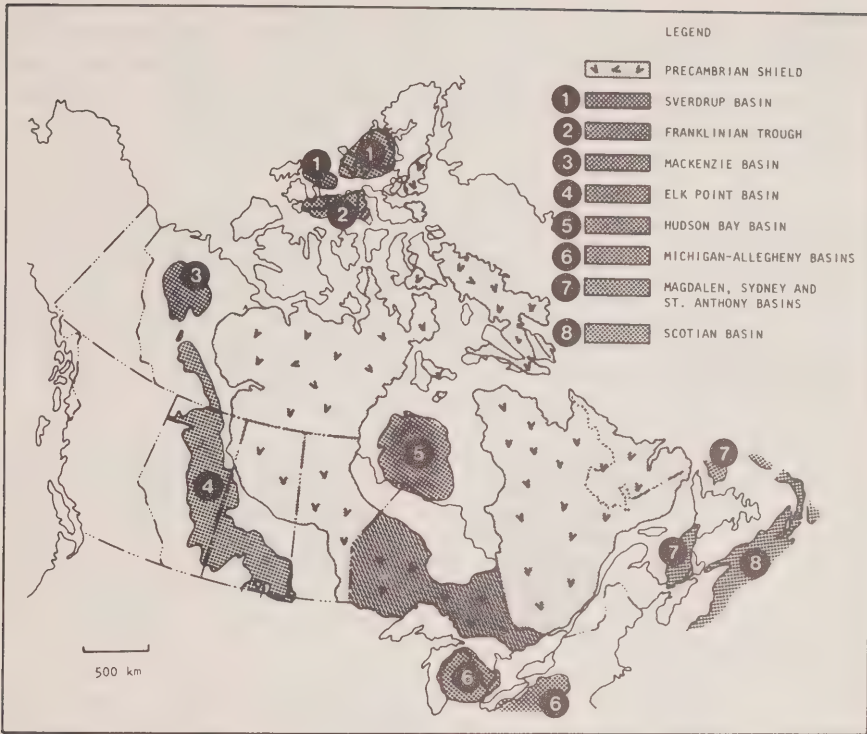 LEGEND
PRECAMBRIAN SHIELD
1 SVERDRUP BASIN
2 FRANKLINIAN TROUGH
3 MACKENZIE BASIN
4 ELK POINT BASIN
5 HUDSON BAY BASIN
6 MICHIGAN-ALLEGHENY BASINS
7 MAGDALEN, SYDNEY AND
ST. ANTHONY BASINS
8 SCOTIAN BASIN
1
1
2
3
5
7
4
7
8
500 km
6
6